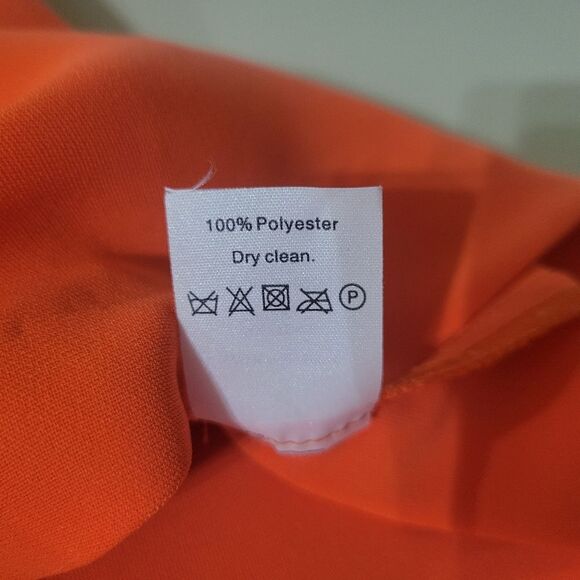 100% Polyester
Dry clean.
P